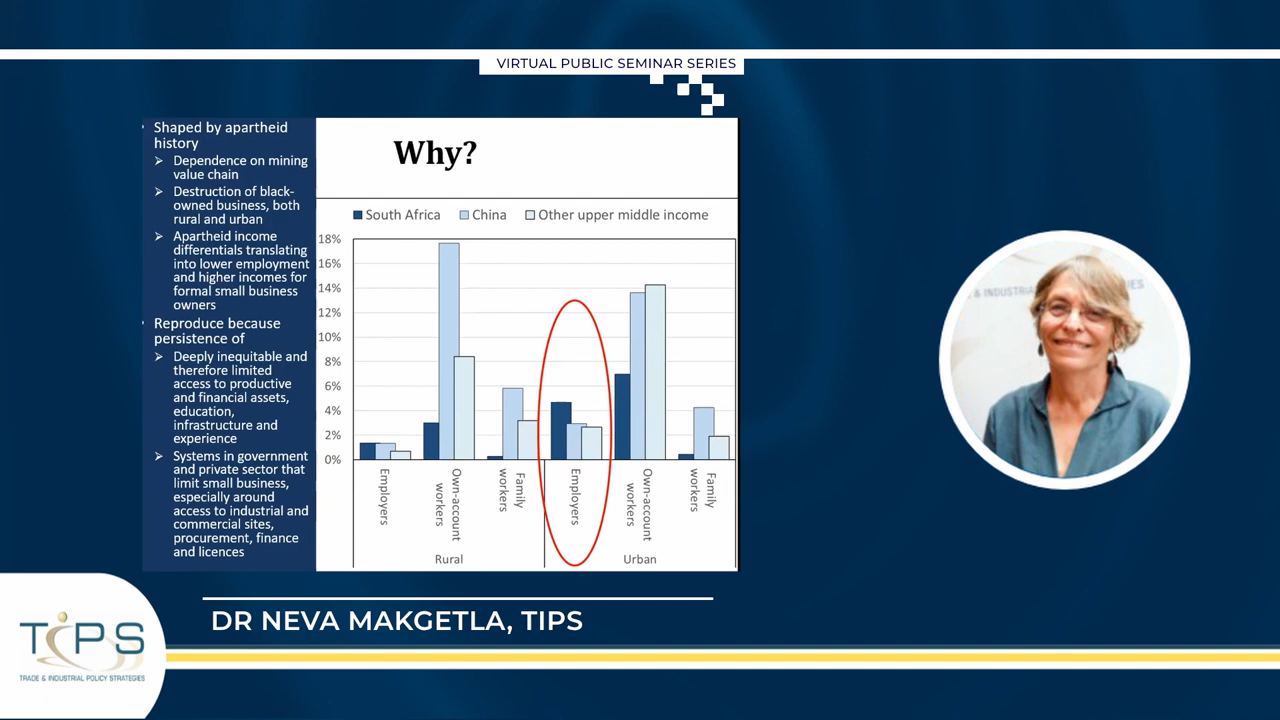 VIRTUAL PUBLIC SEMINAR SERIES
Shaped by apartheid
history
Dependence on mining
value chain
Destruction of black-
owned business, both
rural and urban
Apartheid income
differentials translating
into lower employment
and higher incomes for
formal small business
owners
Reproduce because
persistence of
Deeply inequitable and
therefore limited
access to productive
and financial assets,
education,
infrastructure and
experience
Systems in government
and private sector that
limit small business,
especially around
access to industrial and
commercial sites,
procurement, finance
and licences
Why?
South Africa China Other upper middle income
18%
16%
14%
12%
10%
8%
6%
4%
2%
0%
Employers
Own-account
workers
Family
workers
Employers
Own-account
workers
Family
workers
Rural Urban
& INDUSTRIA
ES
DR NEVA MAKGETLA, TIPS
TIPS
TRADE & INDUSTRIAL POLICY STRATEGIES